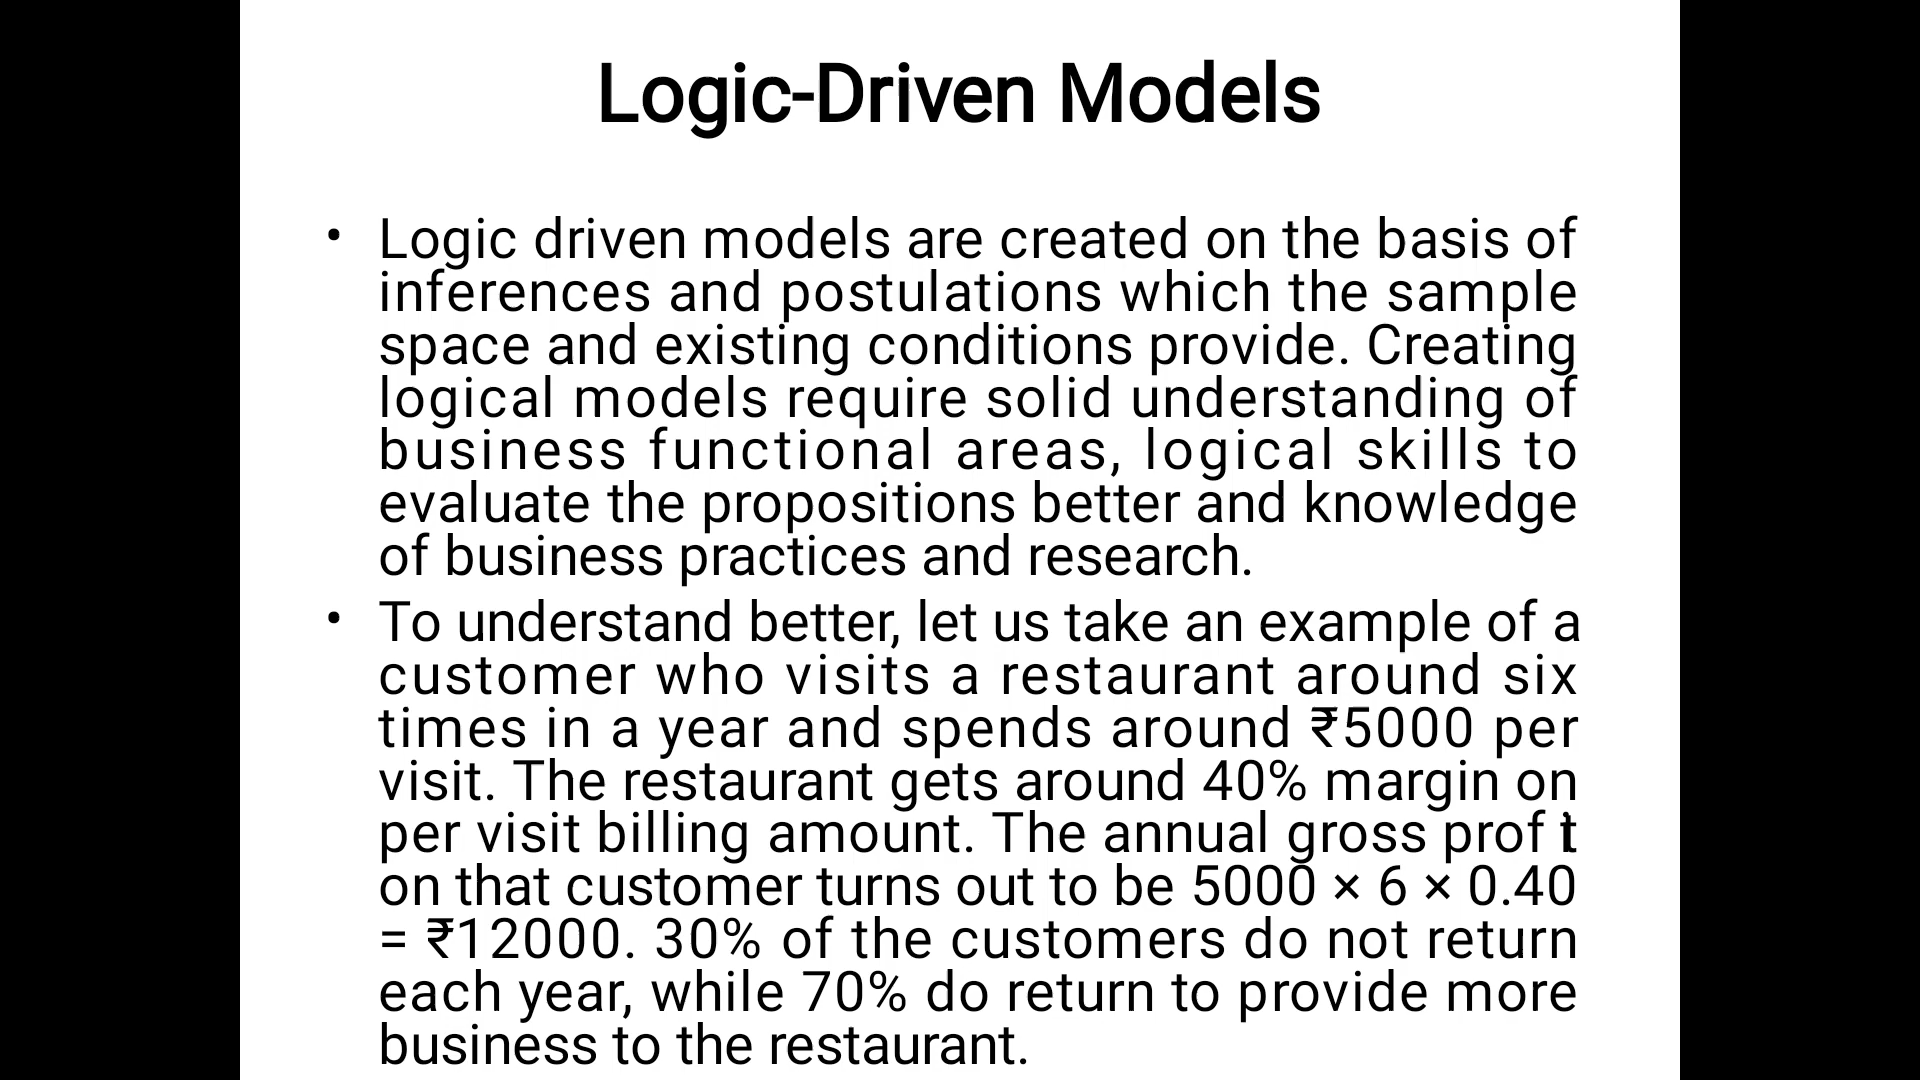 Logic-Driven Models
• Logic driven models are created on the basis of
inferences and postulations which the sample
space and existing conditions provide. Creating
logical models require solid understanding of
business functional areas, logical skills to
evaluate the propositions better and knowledge
of business practices and research.
• To understand better, let us take an example of a
customer who visits a restaurant around six
times in a year and spends around ₹5000 per
visit. The restaurant gets around 40% margin on
per visit billing amount. The annual gross profit
on that customer turns out to be 5000 × 6 × 0.40
= ₹12000. 30% of the customers do not return
each year, while 70% do return to provide more
business to the restaurant.